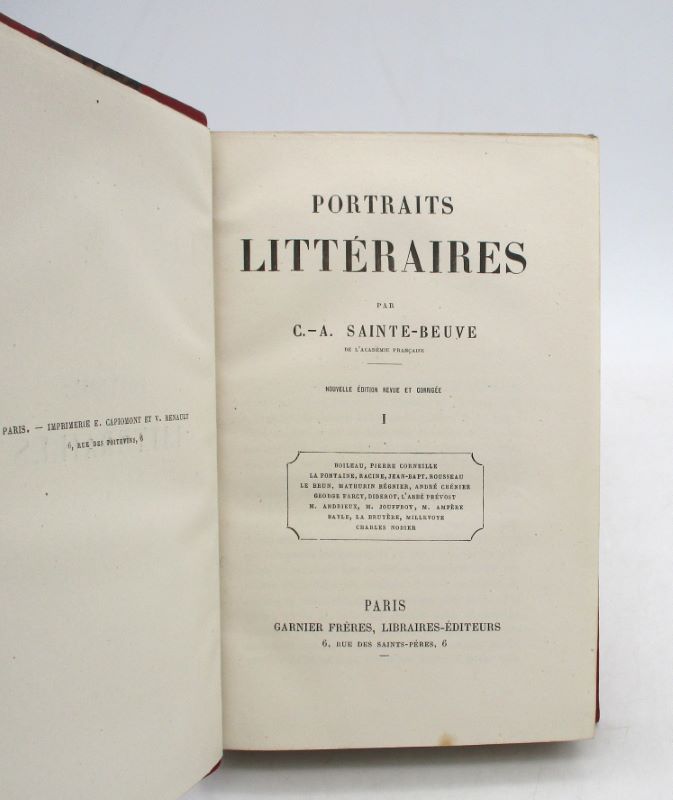 PARIS. — IMPRIMERIE E. CAPIOMONT ET V. RENAULT
6, RUE DES POITEVINS, 6
PORTRAITS
LITTÉRAIRES
PAR
C.-A. SAINTE-BEUVE
DE L'ACADÉMIE FRANÇAISE
NOUVELLE ÉDITION REVUE ET CORRIGÉE
I
BOILEAU, PIERRE CORNEILLE
LA FONTAINE, RACINE, JEAN-BAPT. ROUSSEAU
LE BRUN, MATHURIN RÉGNIER, ANDRÉ CHÉNIER
GEORGE FARCY, DIDEROT, L'ABBÉ PRÉVOST
M. ANDRIEUX, M. JOUFFROY, M. AMPÈRE
BAYLE, LA BRUYÈRE, MILLEVOYE
CHARLES NODIER
PARIS
GARNIER FRÈRES, LIBRAIRES-ÉDITEURS
6, RUE DES SAINTS-PÈRES, 6